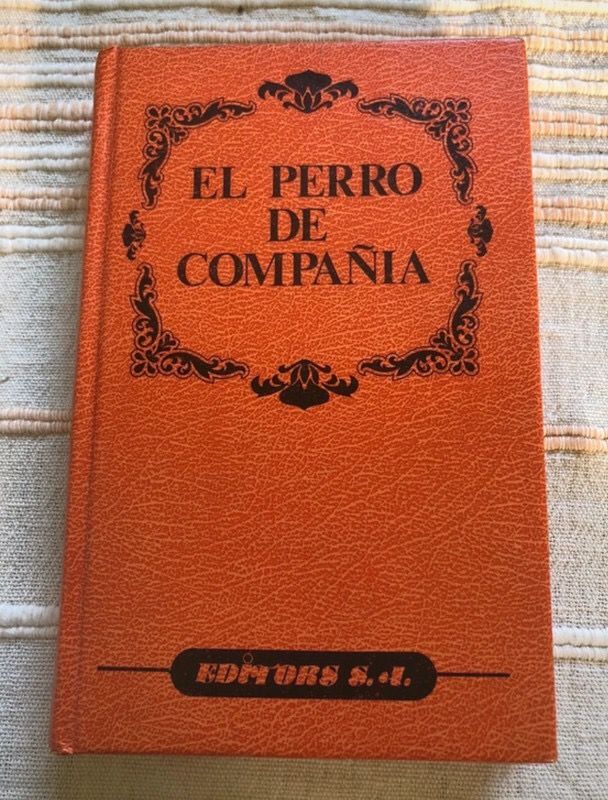 EL PERRO
DE
COMPAÑIA
EDITORS S.A.